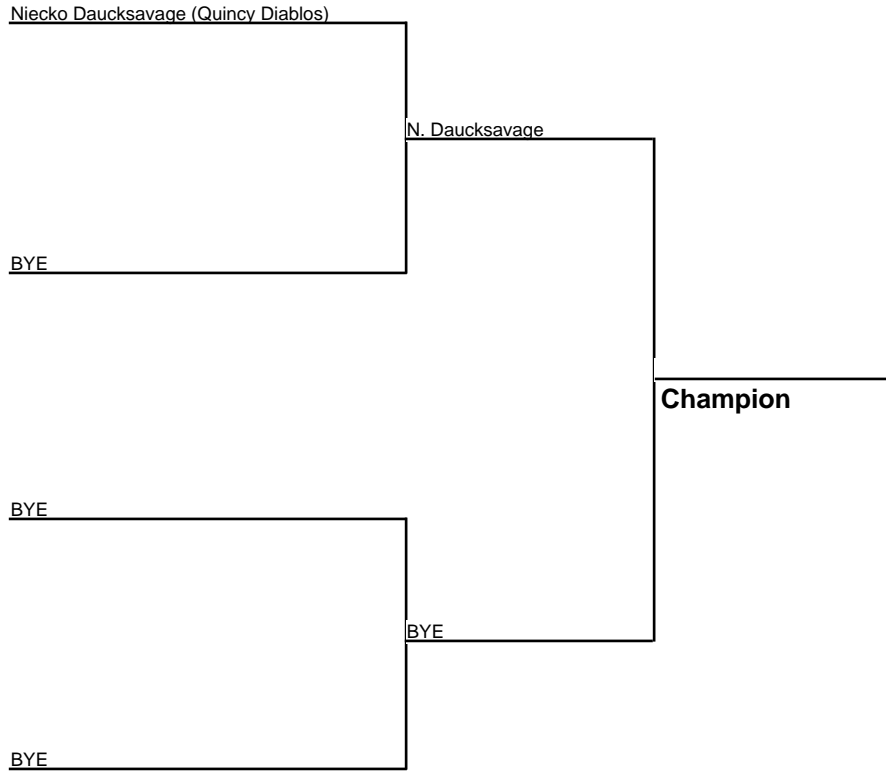 Niecko Daucksavage (Quincy Diablos)
N. Daucksavage
BYE
Champion
BYE
BYE
BYE